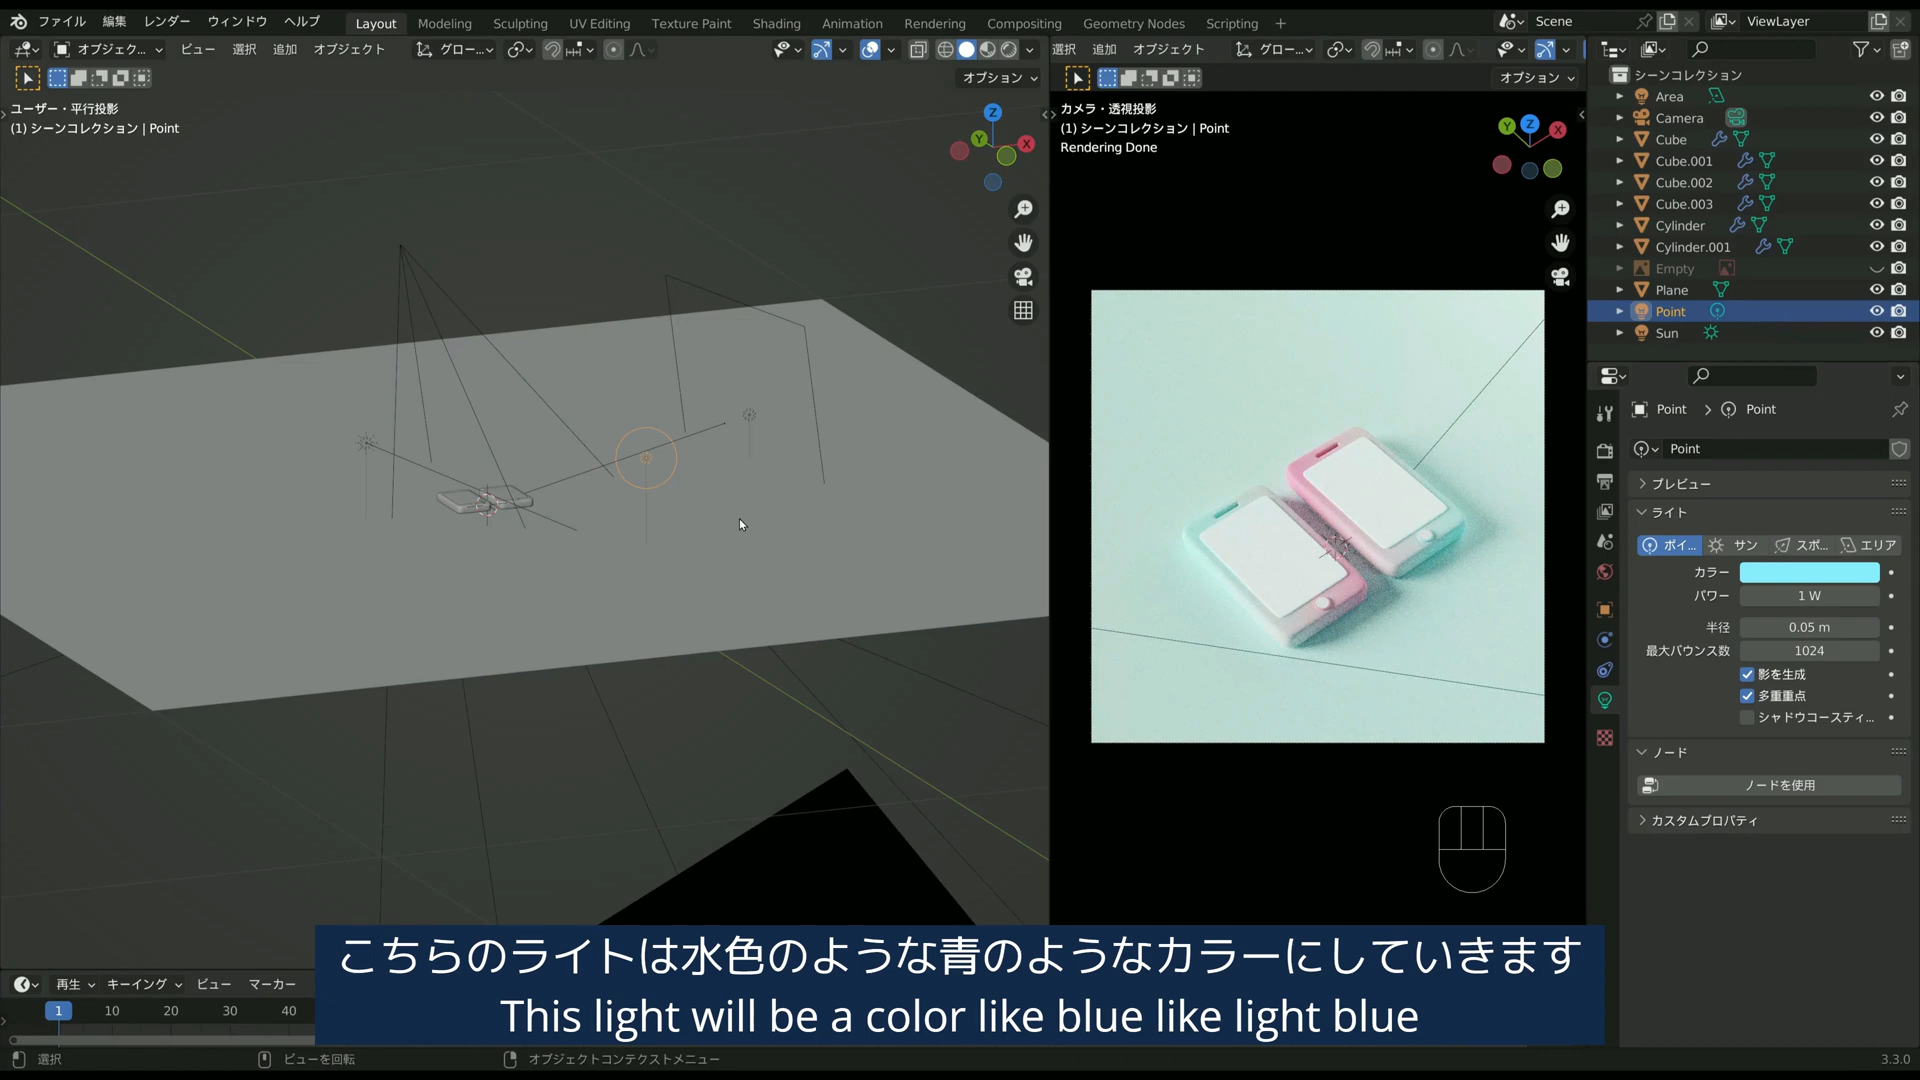 ファイル 編集 レンダー ウィンドウ ヘルプ Layout Modeling Sculpting UV Editing Texture Paint Shading Animation Rendering Compositing Geometry Nodes Scripting + Scene ViewLayer
オブジェク... ビュー 選択 追加 オブジェクト グロー... 選択 追加 オブジェクト グロー...
オプション オプション
ユーザー・平行投影
(1) シーンコレクション | Point
カメラ・透視投影
(1) シーンコレクション | Point
Rendering Done
Z
Y
X
Y
Z
X
シーンコレクション
Area
Camera
Cube
Cube.001
Cube.002
Cube.003
Cylinder
Cylinder.001
Empty
Plane
Point
Sun
Point > Point
Point
プレビュー
ライト
ポイ... サン スポ... エリア
カラー
パワー 1 W
半径 0.05 m
最大バウンス数 1024
影を生成
多重重点
シャドウコースティ...
ノード
ノードを使用
カスタムプロパティ
こちらのライトは水色のような青のようなカラーにしていきます
This light will be a color like blue like light blue
再生 キーイング ビュー マーカー
1 10 20 30 40
選択 ビューを回転 オブジェクトコンテクストメニュー 3.3.0